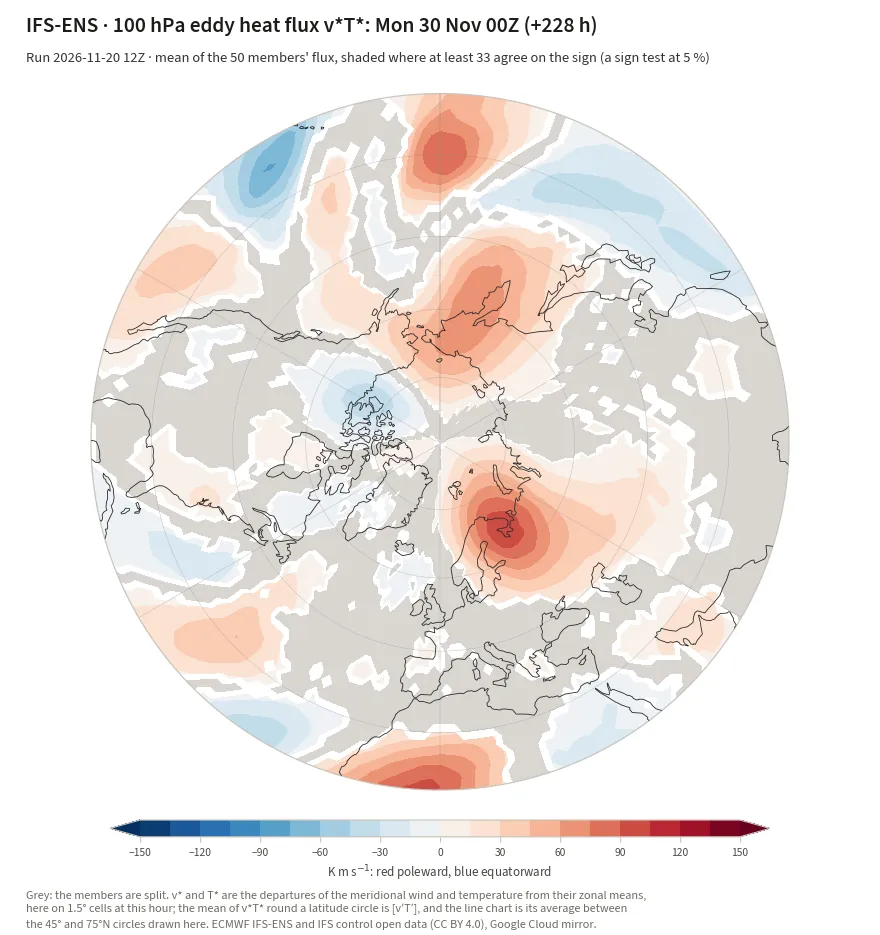 IFS-ENS · 100 hPa eddy heat flux v*T*: Mon 30 Nov 00Z (+228 h)
Run 2026-11-20 12Z · mean of the 50 members' flux, shaded where at least 33 agree on the sign (a sign test at 5 %)
−150 −120 −90 −60 −30 0 30 60 90 120 150
K m s⁻¹: red poleward, blue equatorward
Grey: the members are split. v* and T* are the departures of the meridional wind and temperature from their zonal means,
here on 1.5° cells at this hour; the mean of v*T* round a latitude circle is [v′T′], and the line chart is its average between
the 45° and 75°N circles drawn here. ECMWF IFS-ENS and IFS control open data (CC BY 4.0), Google Cloud mirror.